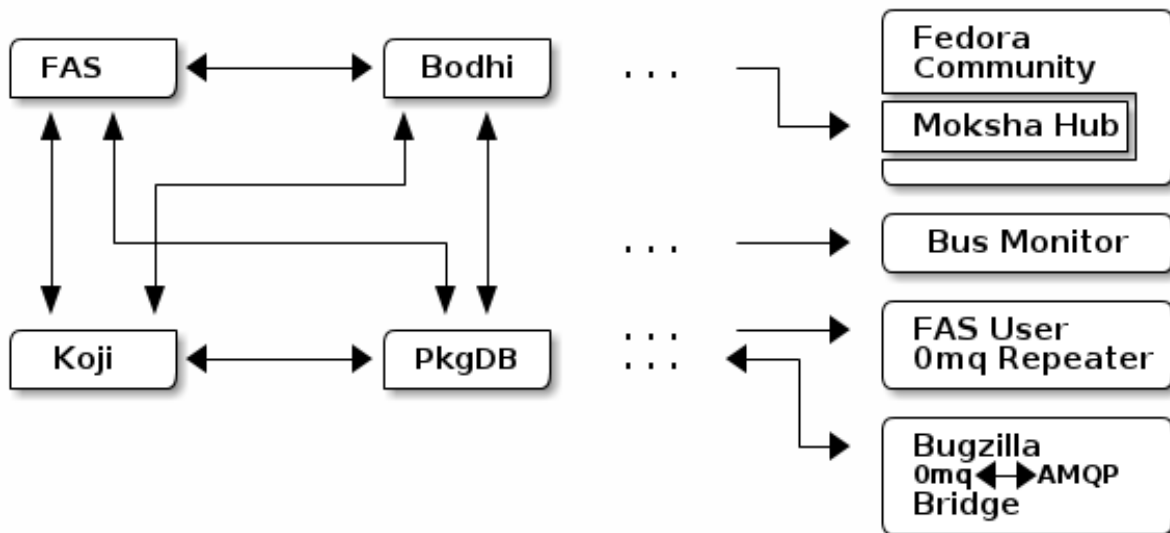 FAS
Bodhi
. . .
Fedora
Community
Moksha Hub
. . .
Bus Monitor
Koji
PkgDB
. . .
. . .
FAS User
0mq Repeater
Bugzilla
0mq AMQP
Bridge